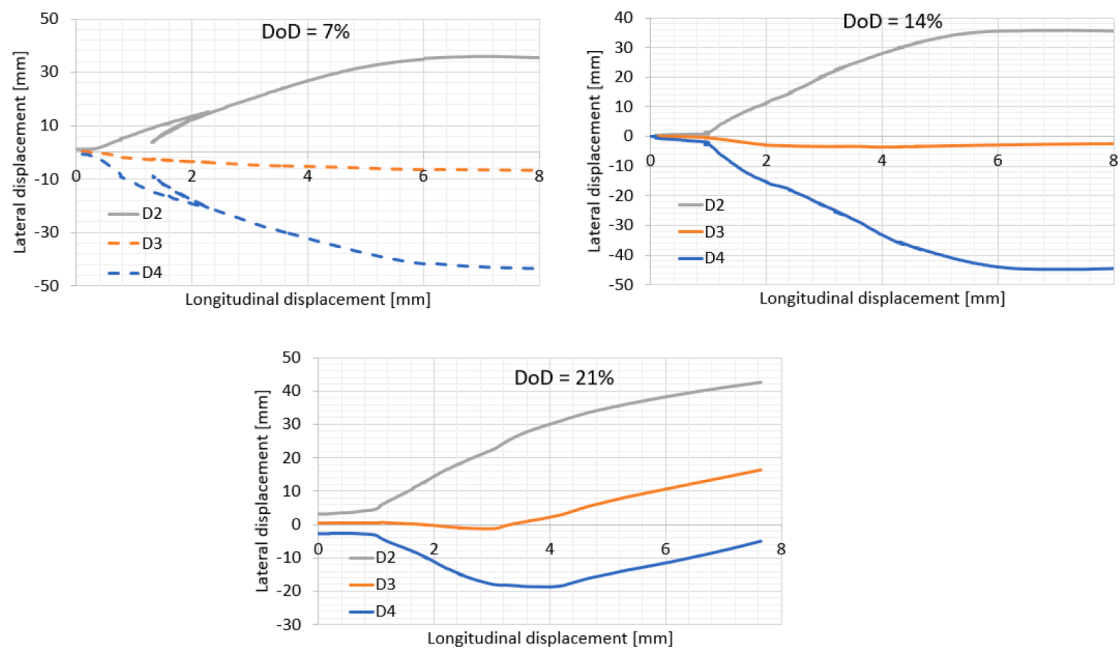 DoD = 7%
Lateral displacement [mm]
50
30
10
-10
-30
-50
0
2
4
6
8
D2
D3
D4
Longitudinal displacement [mm]
DoD = 14%
Lateral displacement [mm]
40
30
20
10
0
-10
-20
-30
-40
-50
0
2
4
6
8
D2
D3
D4
Longitudinal displacement [mm]
DoD = 21%
Lateral displacement [mm]
50
40
30
20
10
0
-10
-20
-30
0
2
4
6
8
D2
D3
D4
Longitudinal displacement [mm]